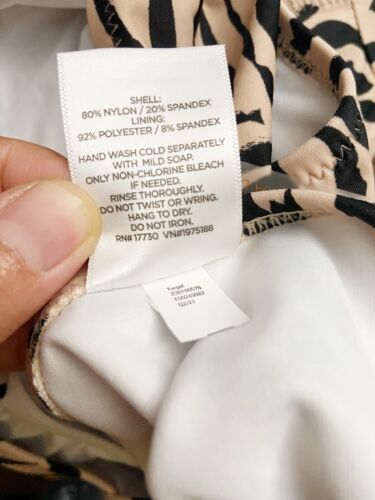 SHELL:
80% NYLON / 20% SPANDEX
LINING:
92% POLYESTER / 8% SPANDEX
HAND WASH COLD SEPARATELY
WITH MILD SOAP.
ONLY NON-CHLORINE BLEACH
IF NEEDED.
RINSE THOROUGHLY.
DO NOT TWIST OR WRING.
HANG TO DRY.
DO NOT IRON.
RN#17730 VN#1975188
Target
Q2/21